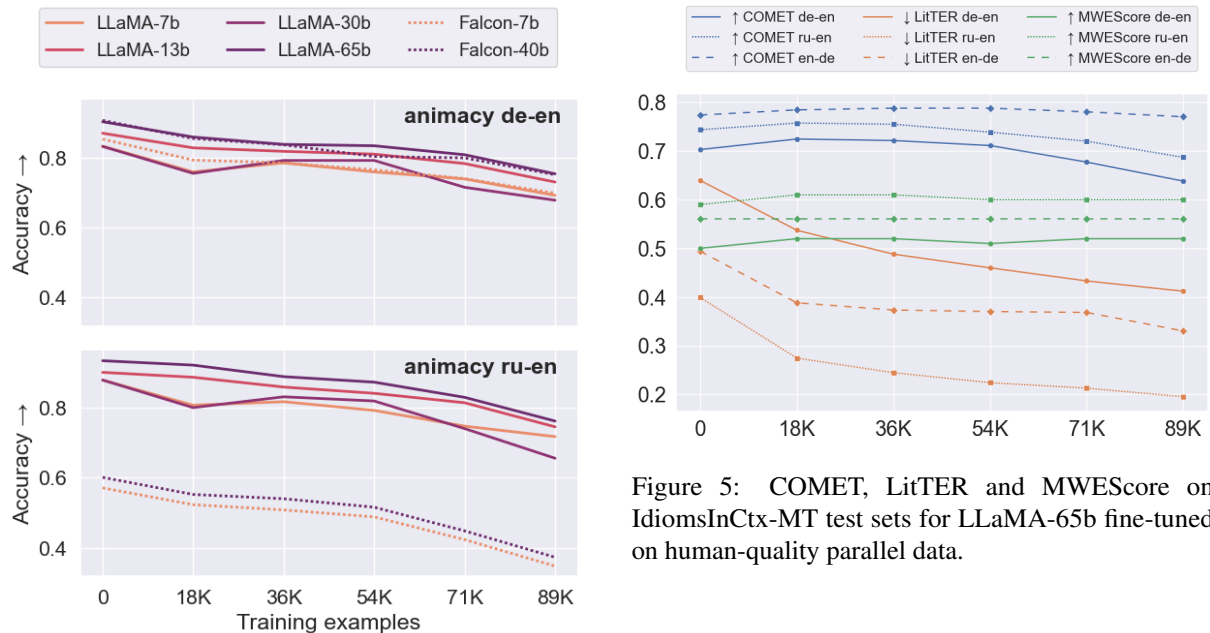 LLaMA-7b LLaMA-30b Falcon-7b
LLaMA-13b LLaMA-65b Falcon-40b
animacy de-en
Accuracy →
0.8
0.6
0.4
animacy ru-en
Accuracy →
0.8
0.6
0.4
0 18K 36K 54K 71K 89K
Training examples
↑ COMET de-en ↓ LitTER de-en ↑ MWEScore de-en
↑ COMET ru-en ↓ LitTER ru-en ↑ MWEScore ru-en
↑ COMET en-de ↓ LitTER en-de ↑ MWEScore en-de
0.8
0.7
0.6
0.5
0.4
0.3
0.2
0 18K 36K 54K 71K 89K
Figure 5: COMET, LitTER and MWEScore on
IdiomsInCtx-MT test sets for LLaMA-65b fine-tuned
on human-quality parallel data.